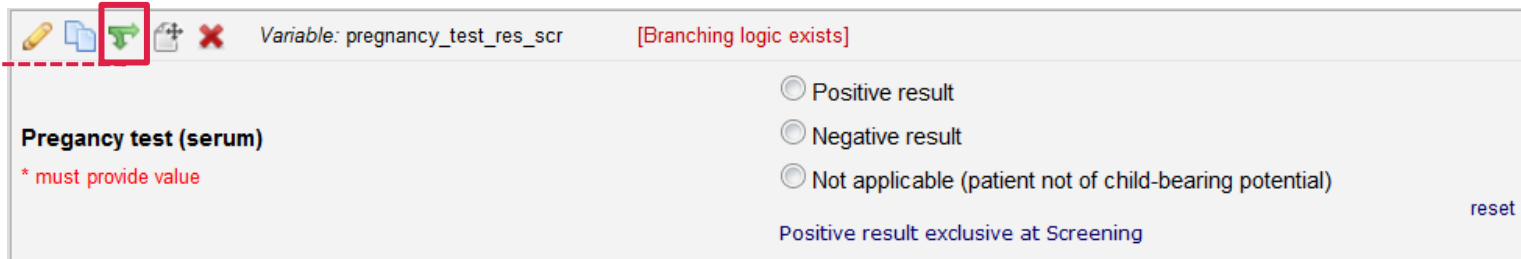 Variable: pregnancy_test_res_scr [Branching logic exists]
Positive result
Pregancy test (serum)
Negative result
* must provide value
Not applicable (patient not of child-bearing potential)
reset
Positive result exclusive at Screening